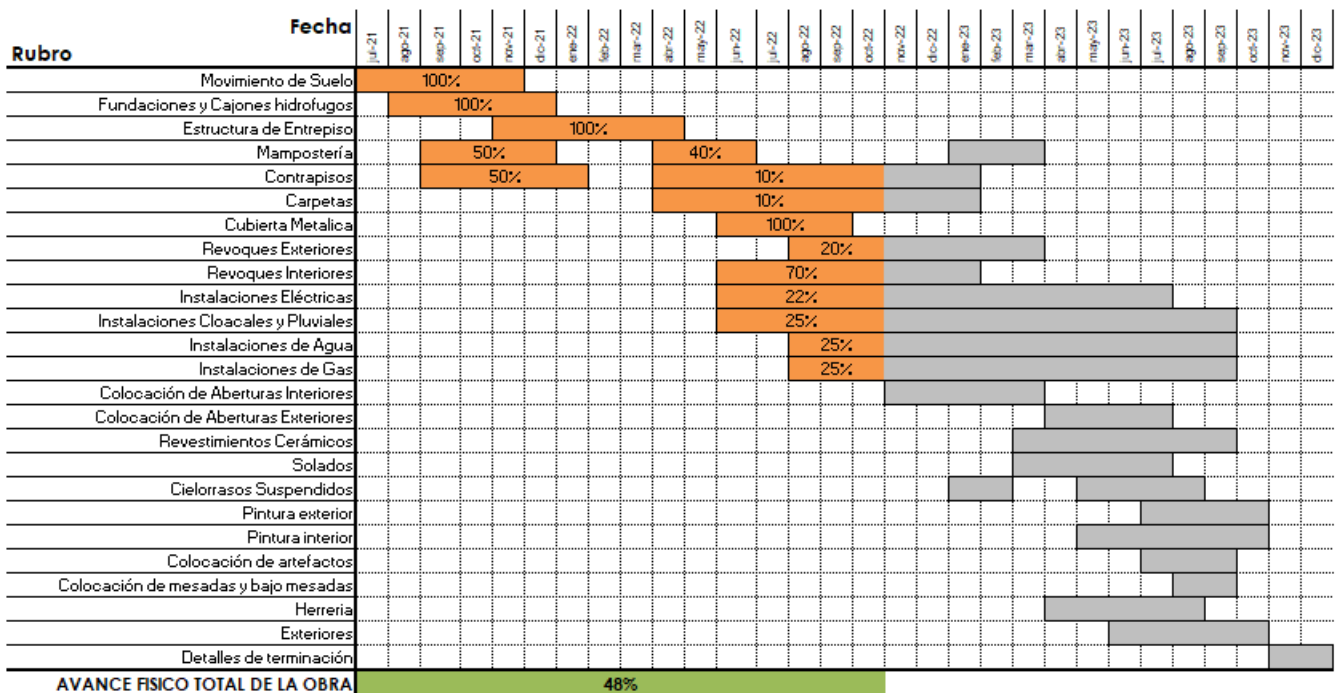 Fecha
Rubro jul-21 ago-21 sep-21 oct-21 nov-21 dic-21 ene-22 feb-22 mar-22 abr-22 may-22 jun-22 jul-22 ago-22 sep-22 oct-22 nov-22 dic-22 ene-23 feb-23 mar-23 abr-23 may-23 jun-23 jul-23 ago-23 sep-23 oct-23 nov-23 dic-23
Movimiento de Suelo 100%
Fundaciones y Cajones hidrofugos 100%
Estructura de Entrepiso 100%
Mampostería 50% 40%
Contrapisos 50% 10%
Carpetas 10%
Cubierta Metalica 100%
Revoques Exteriores 20%
Revoques Interiores 70%
Instalaciones Eléctricas 22%
Instalaciones Cloacales y Pluviales 25%
Instalaciones de Agua 25%
Instalaciones de Gas 25%
Colocación de Aberturas Interiores
Colocación de Aberturas Exteriores
Revestimientos Cerámicos
Solados
Cielorrasos Suspendidos
Pintura exterior
Pintura interior
Colocación de artefactos
Colocación de mesadas y bajo mesadas
Herreria
Exteriores
Detalles de terminación
AVANCE FISICO TOTAL DE LA OBRA 48%